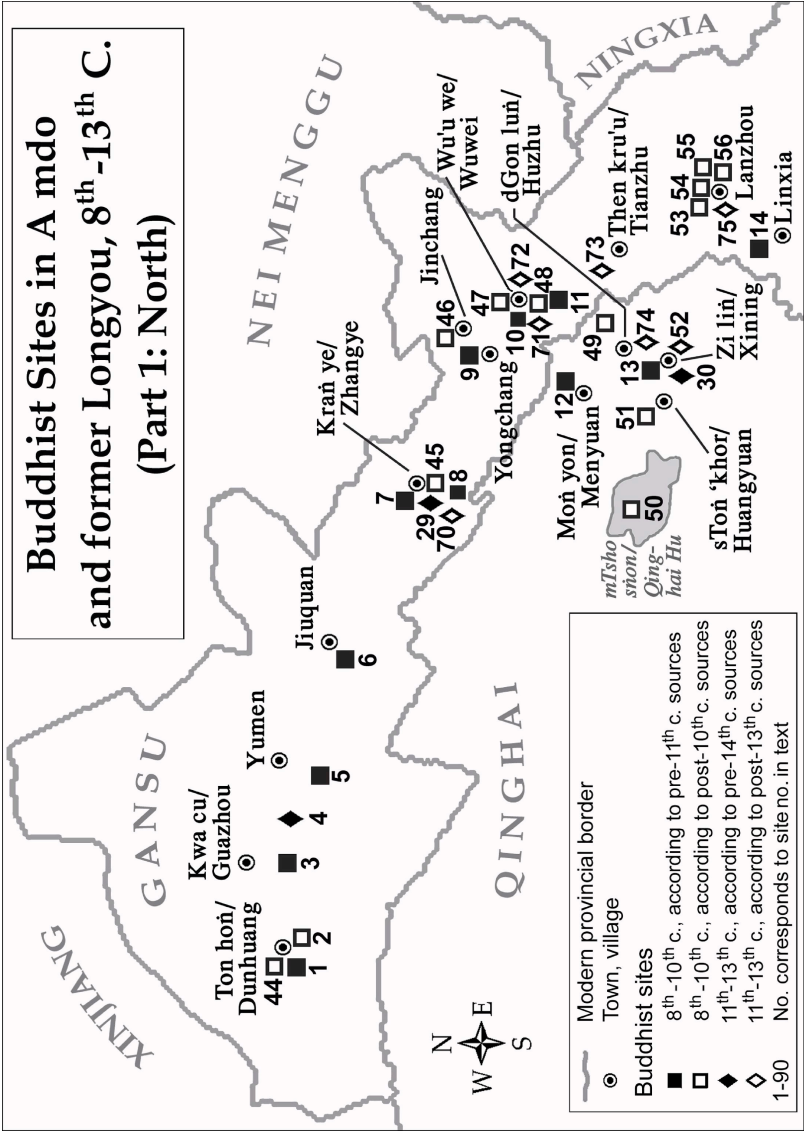 Buddhist Sites in A mdo
and former Longyou, 8th-13th C.
(Part 1: North)
XINJIANG
GANSU
NEI MENGGU
NINGXIA
QINGHAI
Ton hoṅ/
Dunhuang
44
1
2
Kwa cu/
Guazhou
3
4
Yumen
5
Jiuquan
6
Kraṅ ye/
Zhangye
7
29
70
45
8
Jinchang
46
9
Yongchang
Wu'u we/
Wuwei
47
10
72
71
48
11
dGon luṅ/
Huzhu
49
13
74
Then kru'u/
Tianzhu
73
Moṅ yon/
Menyuan
12
mTsho
sṅon/
Qing-
hai Hu
50
51
sToṅ ‘khor/
Huangyuan
52
30
Zi liṅ/
Xining
53
54
55
56
75
Lanzhou
14
Linxia
N
W
E
S
Modern provincial border
Town, village
Buddhist sites
8th-10th c., according to pre-11th c. sources
8th-10th c., according to post-10th c. sources
11th-13th c., according to pre-14th c. sources
11th-13th c., according to post-13th c. sources
1-90 No. corresponds to site no. in text